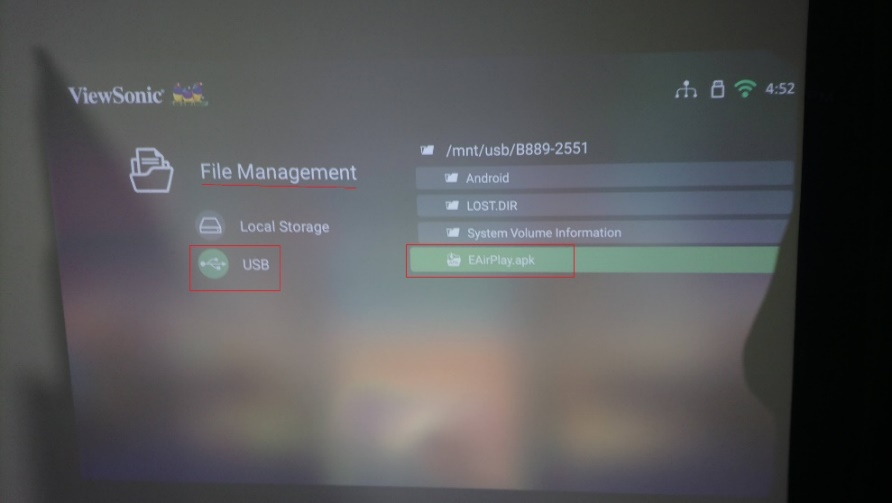 ViewSonic
4:52
/mnt/usb/B889-2551
File Management
Android
LOST.DIR
Local Storage
System Volume Information
USB
EAirPlay.apk